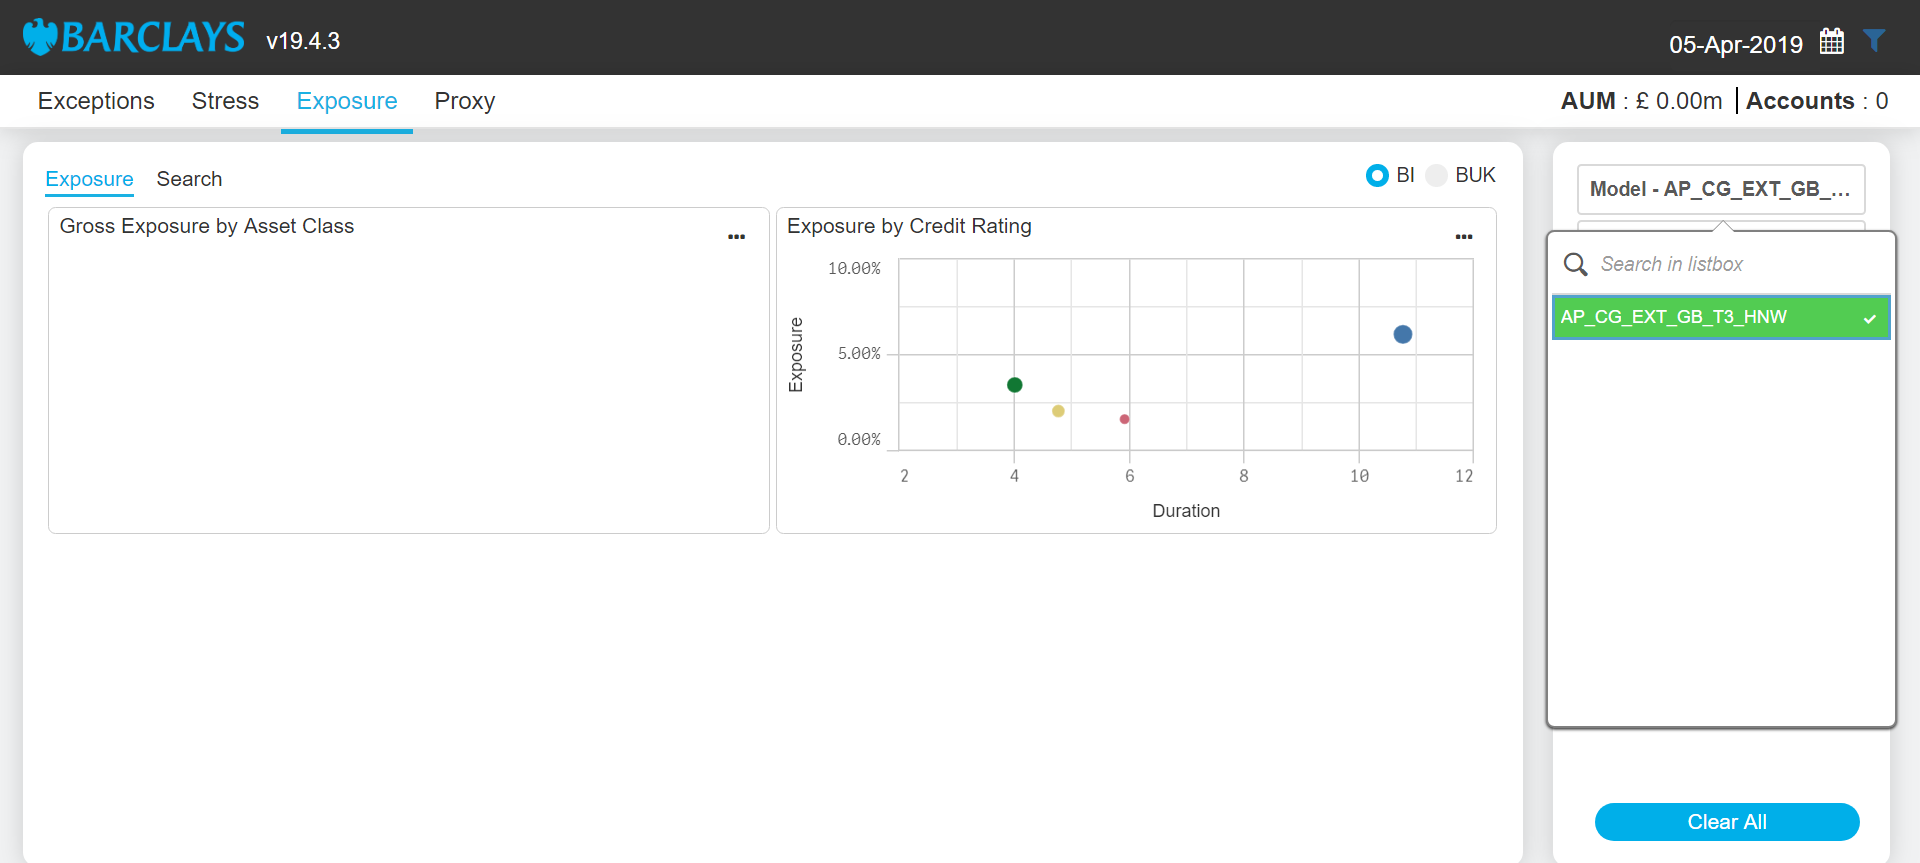 BARCLAYS v19.4.3
05-Apr-2019
Exceptions Stress Exposure Proxy
AUM : £ 0.00m Accounts : 0
Exposure Search
BI BUK
Model - AP_CG_EXT_GB_...
Gross Exposure by Asset Class
...
Exposure by Credit Rating
...
Search in listbox
AP_CG_EXT_GB_T3_HNW
10.00%
5.00%
0.00%
Exposure
2 4 6 8 10 12
Duration
Clear All